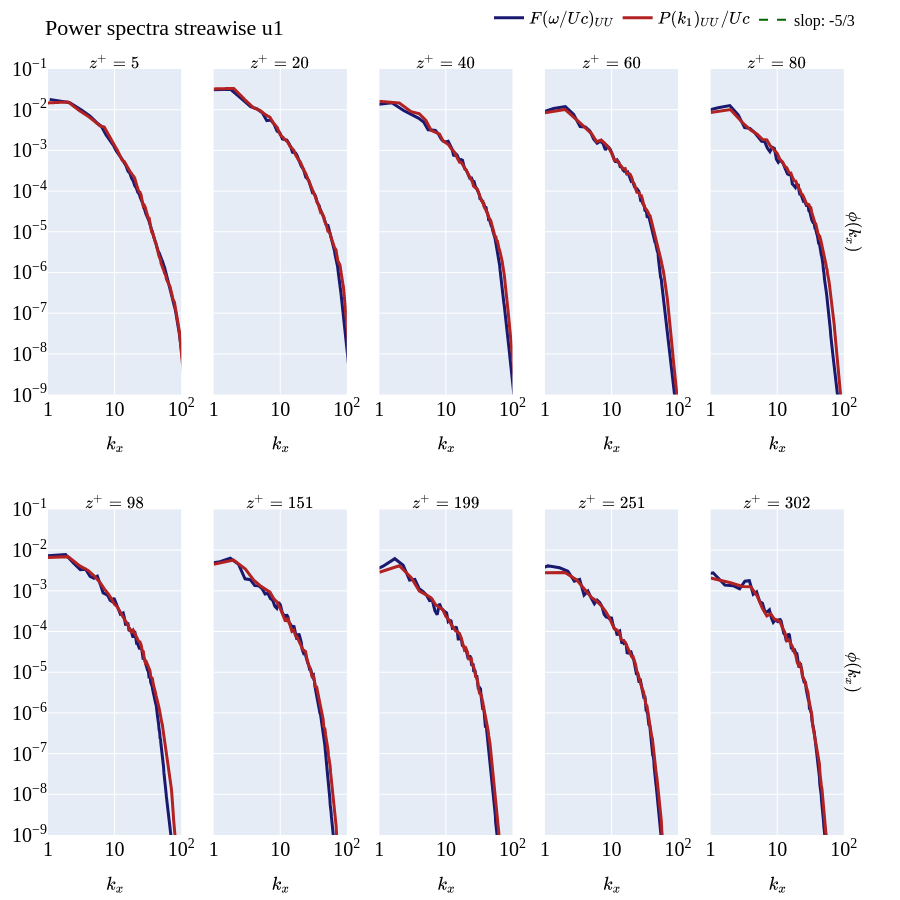 Power spectra streawise u1
F(ω/Uc)_{UU} P(k_1)_{UU}/Uc slop: -5/3
z^+ = 5 z^+ = 20 z^+ = 40 z^+ = 60 z^+ = 80
10^{-1}
10^{-2}
10^{-3}
10^{-4}
10^{-5}
10^{-6}
10^{-7}
10^{-8}
10^{-9}
ϕ(k_x)
1 10 10^2 1 10 10^2 1 10 10^2 1 10 10^2 1 10 10^2
k_x k_x k_x k_x k_x
z^+ = 98 z^+ = 151 z^+ = 199 z^+ = 251 z^+ = 302
10^{-1}
10^{-2}
10^{-3}
10^{-4}
10^{-5}
10^{-6}
10^{-7}
10^{-8}
10^{-9}
ϕ(k_x)
1 10 10^2 1 10 10^2 1 10 10^2 1 10 10^2 1 10 10^2
k_x k_x k_x k_x k_x